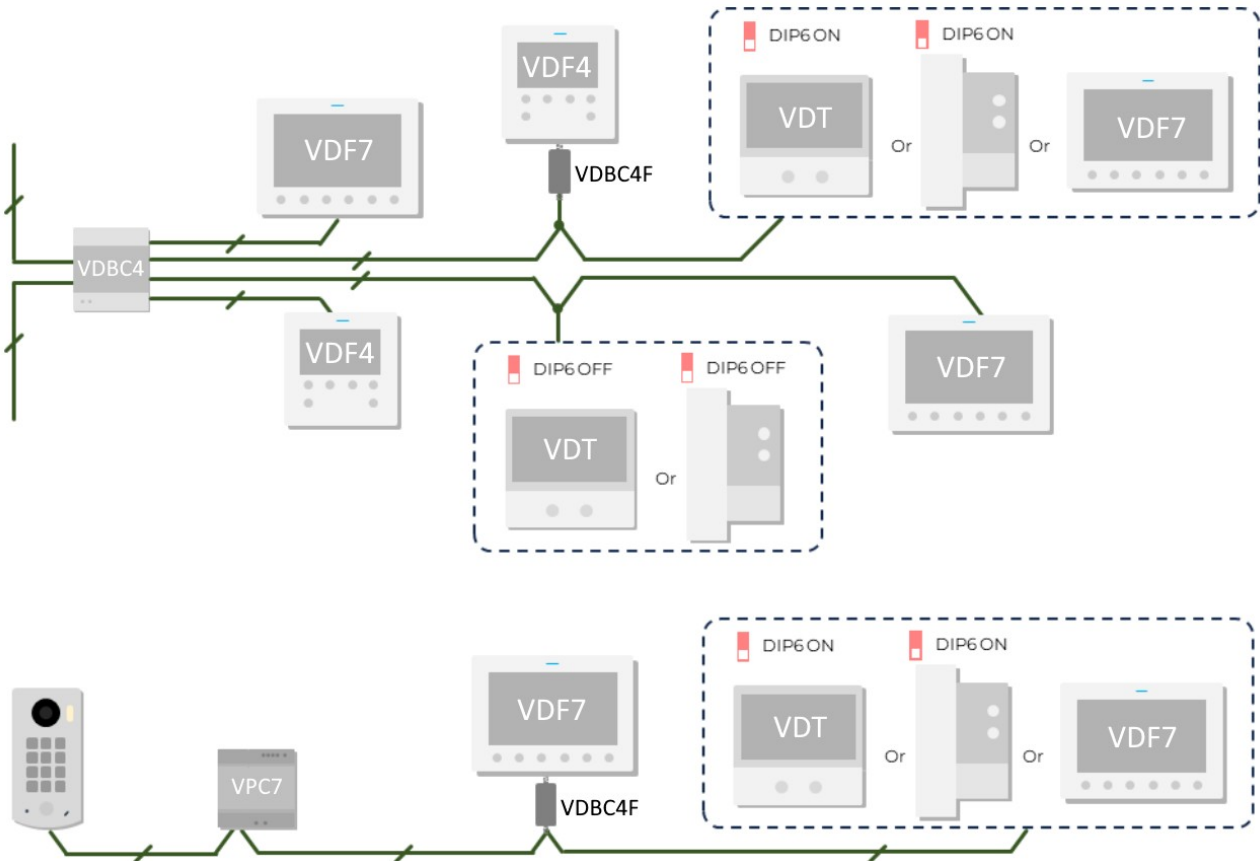 DIP6 ON
DIP6 ON
VDF4
VDT
Or
Or
VDF7
VDF7
VDBC4F
VDBC4
VDF4
DIP6 OFF
DIP6 OFF
VDF7
VDT
Or
DIP6 ON
DIP6 ON
VDF7
VDT
Or
Or
VDF7
VPC7
VDBC4F